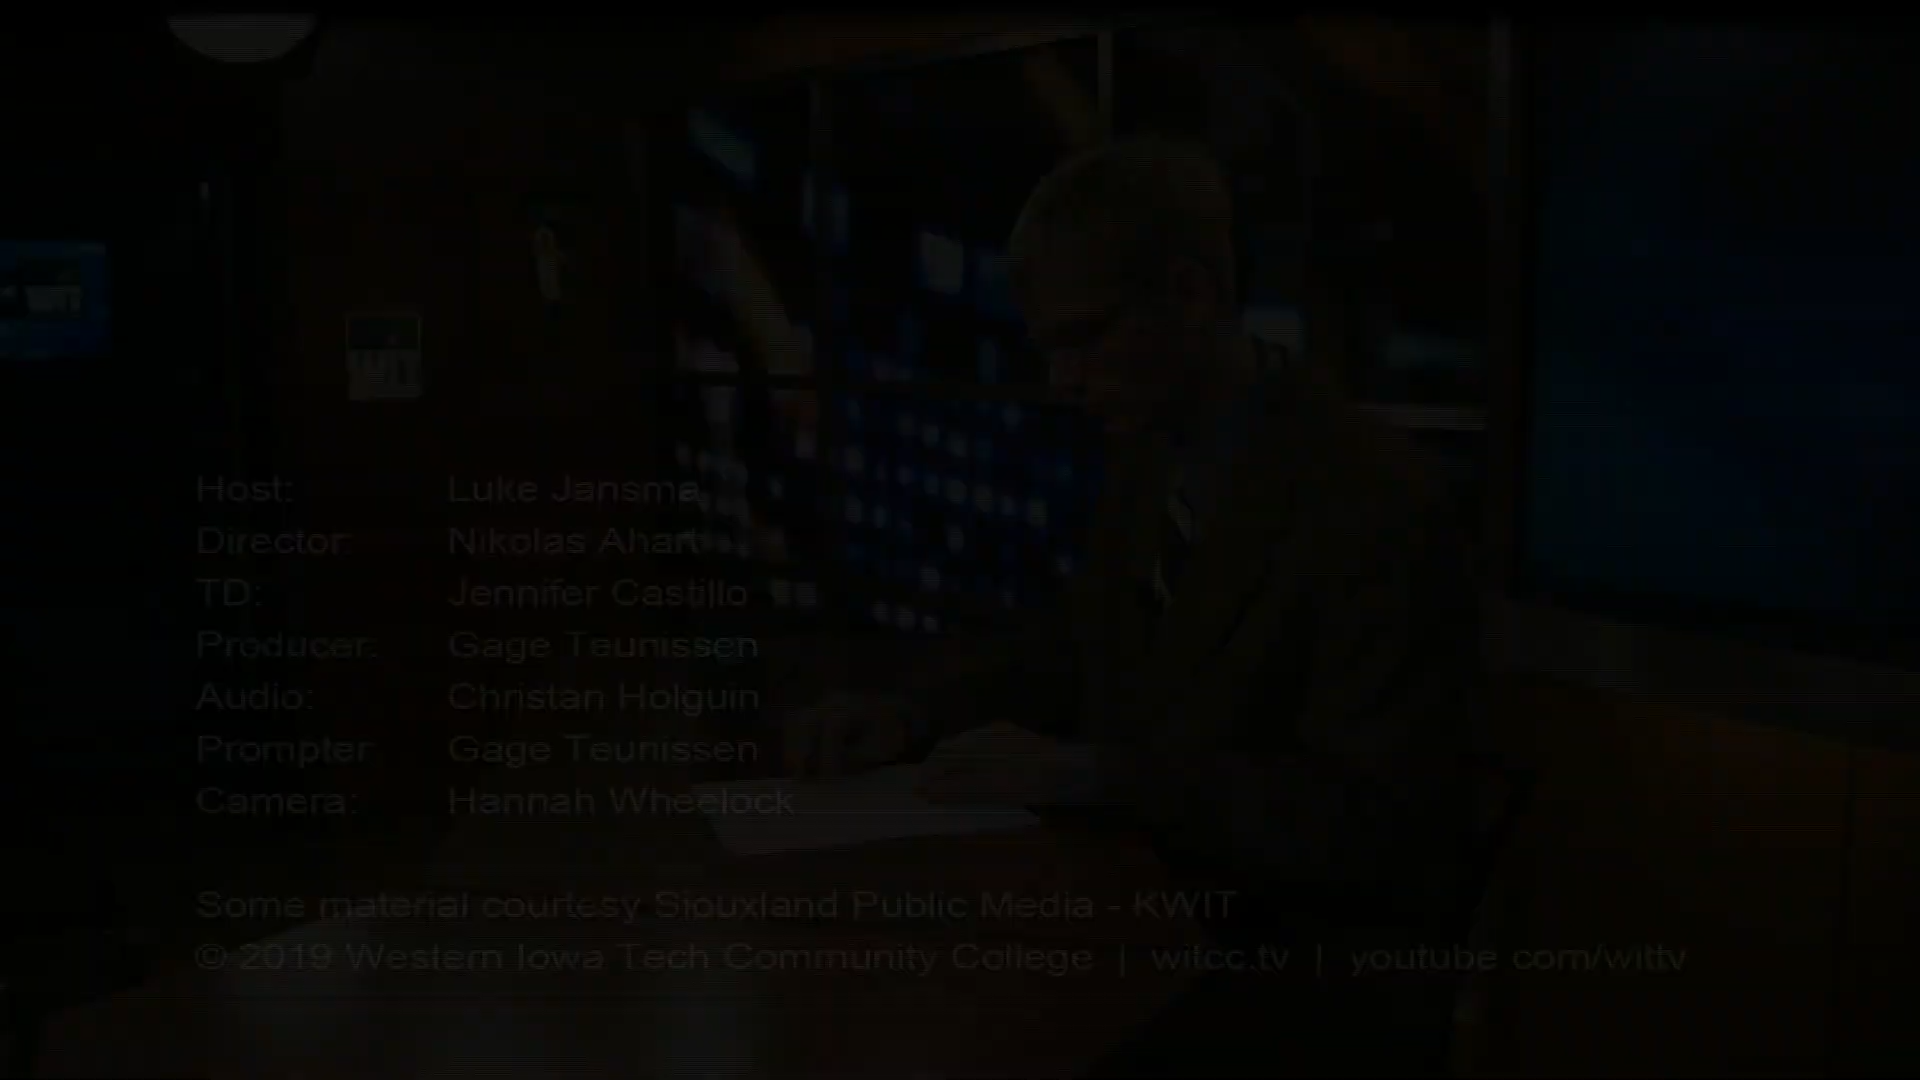 Host: Luke Jansma
Director: Nikolas Ahart
TD: Jennifer Castillo
Producer: Gage Teunissen
Audio: Christan Holguin
Prompter: Gage Teunissen
Camera: Hannah Wheelock
Some material courtesy Siouxland Public Media - KWIT
© 2019 Western Iowa Tech Community College | witcc.tv | youtube.com/wittv